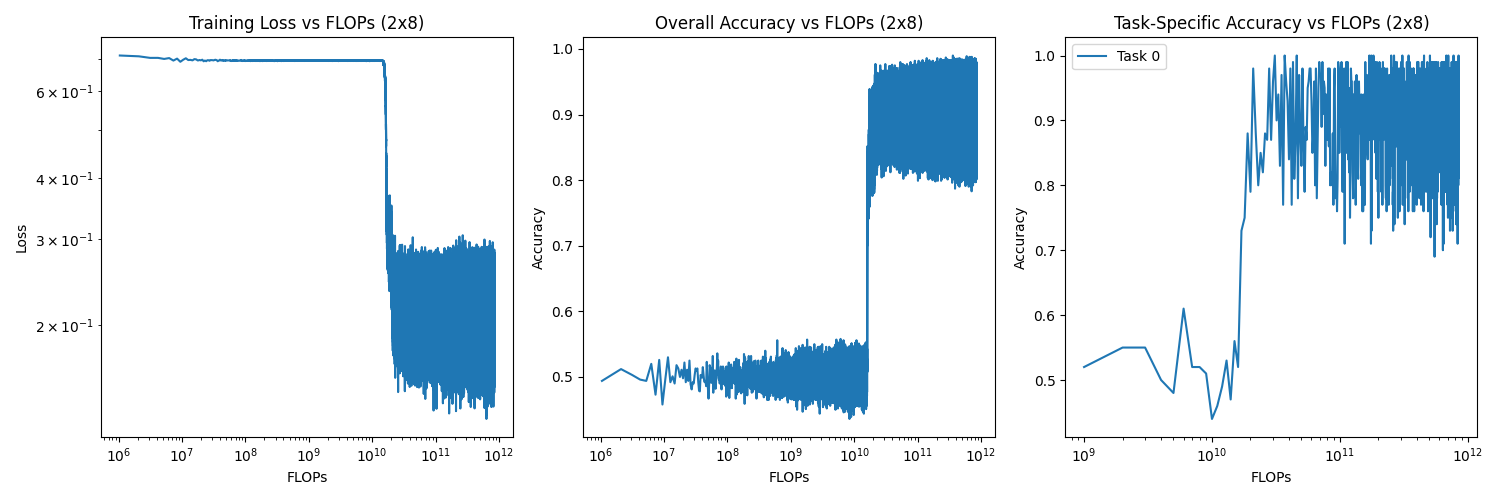 Training Loss vs FLOPs (2x8)
Loss
6 × 10⁻¹
4 × 10⁻¹
3 × 10⁻¹
2 × 10⁻¹
10⁶ 10⁷ 10⁸ 10⁹ 10¹⁰ 10¹¹ 10¹²
FLOPs
Overall Accuracy vs FLOPs (2x8)
Accuracy
1.0
0.9
0.8
0.7
0.6
0.5
10⁶ 10⁷ 10⁸ 10⁹ 10¹⁰ 10¹¹ 10¹²
FLOPs
Task-Specific Accuracy vs FLOPs (2x8)
Task 0
Accuracy
1.0
0.9
0.8
0.7
0.6
0.5
10⁹ 10¹⁰ 10¹¹ 10¹²
FLOPs